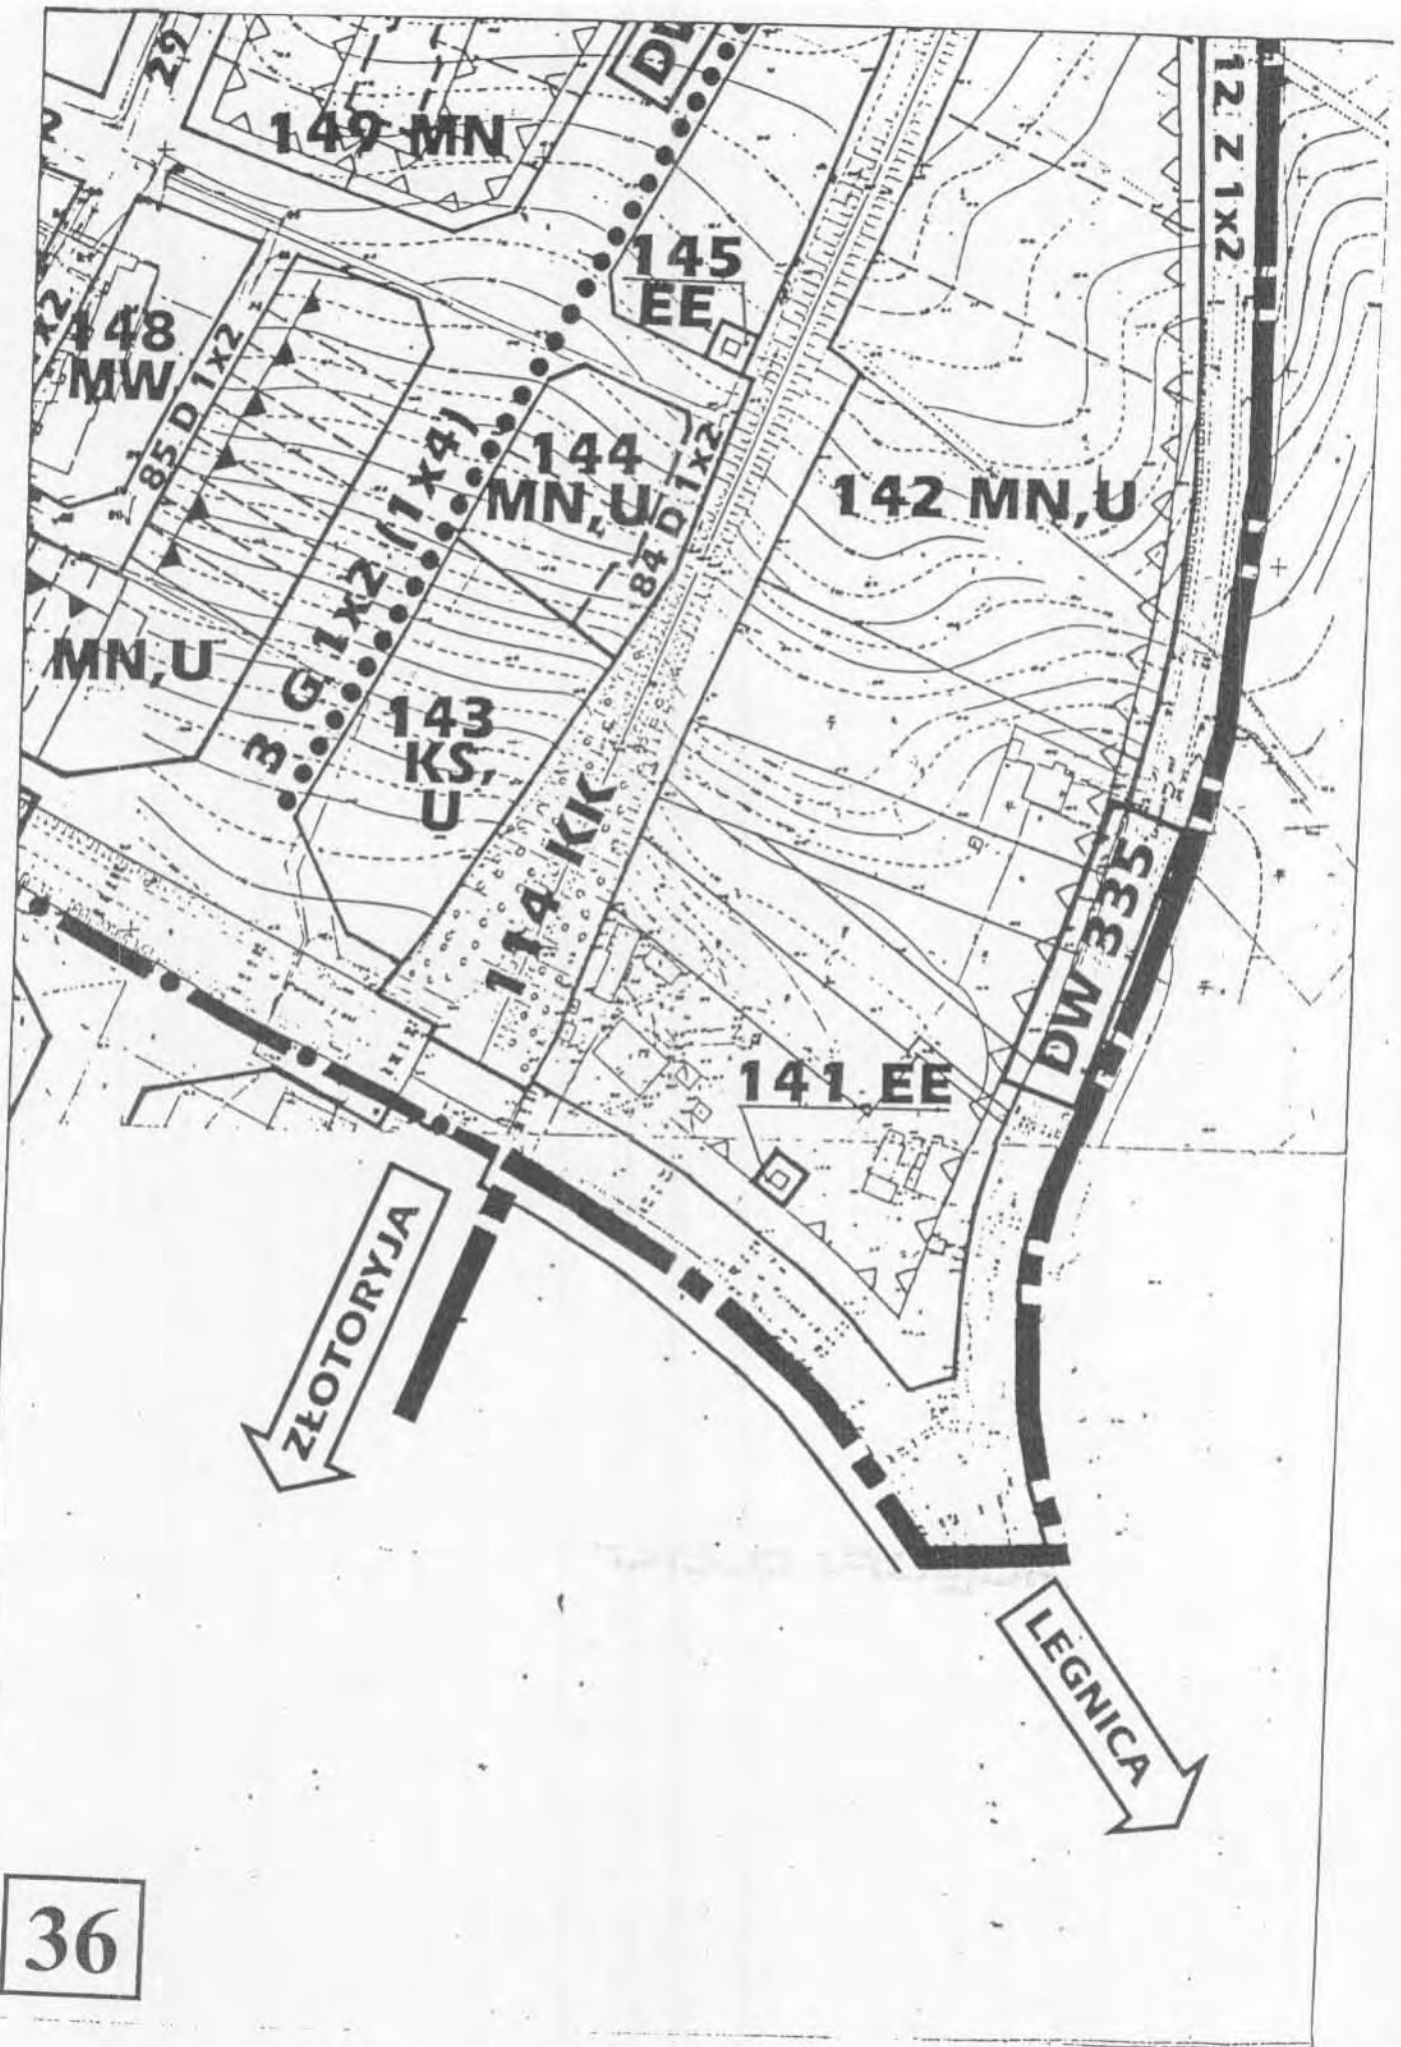 29
149 MN
12 Z 1x2
145
EE
148
MW
85 D 1x2
144
MN,U
84 D 1x2
142 MN,U
3 G 1x2 (1x4)
MN,U
143
KS,
U
114 KK
DW 335
141 EE
ZŁOTORYJA
LEGNICA
36